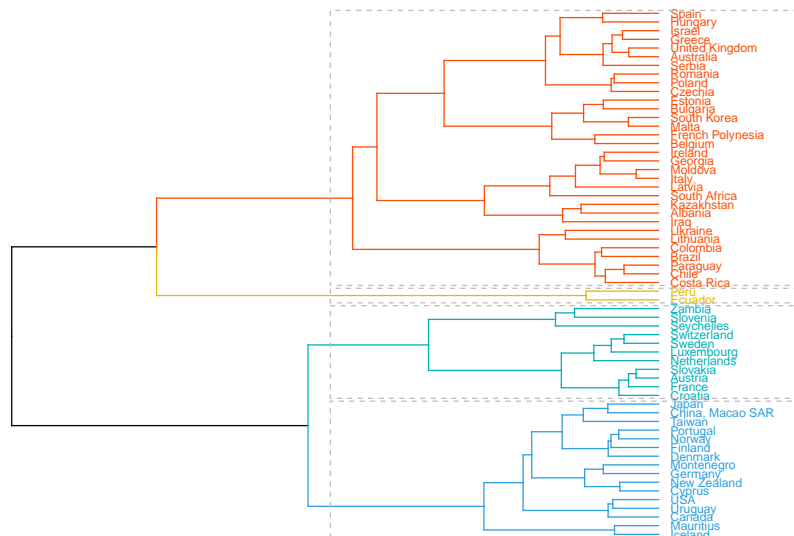 Spain
Hungary
Israel
Greece
United Kingdom
Australia
Serbia
Romania
Poland
Czechia
Estonia
Bulgaria
South Korea
Malta
French Polynesia
Belgium
Ireland
Georgia
Moldova
Italy
Latvia
South Africa
Kazakhstan
Albania
Iraq
Ukraine
Lithuania
Colombia
Brazil
Paraguay
Chile
Costa Rica
Peru
Ecuador
Zambia
Slovenia
Seychelles
Switzerland
Sweden
Luxembourg
Netherlands
Slovakia
Austria
France
Croatia
Japan
China, Macao SAR
Taiwan
Portugal
Norway
Finland
Denmark
Montenegro
Germany
New Zealand
Cyprus
USA
Uruguay
Canada
Mauritius
Iceland